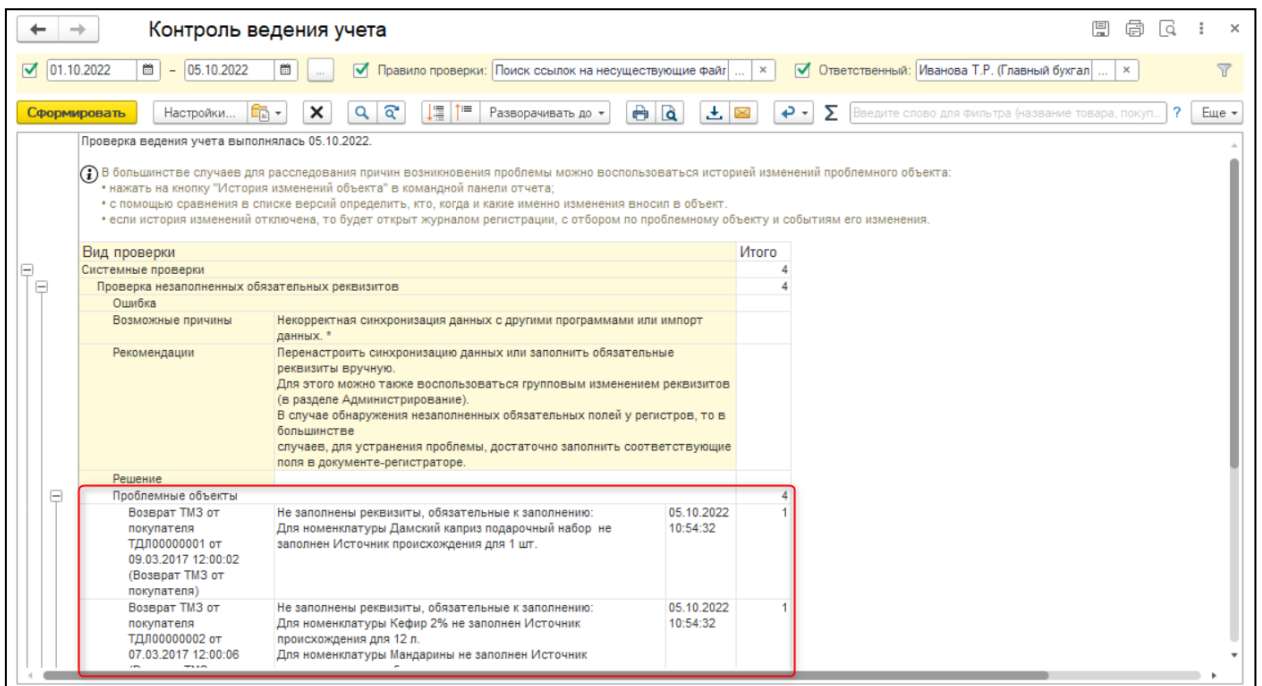 Контроль ведения учета
01.10.2022 – 05.10.2022 ... Правило проверки: Поиск ссылок на несуществующие файл ... × Ответственный: Иванова Т.Р. (Главный бухгал ... ×
Сформировать Настройки... Разворачивать до Σ Введите слово для фильтра (название товара, покуп... ? Еще
Проверка ведения учета выполнялась 05.10.2022.
В большинстве случаев для расследования причин возникновения проблемы можно воспользоваться историей изменений проблемного объекта:
• нажать на кнопку "История изменений объекта" в командной панели отчета;
• с помощью сравнения в списке версий определить, кто, когда и какие именно изменения вносил в объект.
• если история изменений отключена, то будет открыт журналом регистрации, с отбором по проблемному объекту и событиям его изменения.
Вид проверки Итого
Системные проверки 4
Проверка незаполненных обязательных реквизитов 4
Ошибка
Возможные причины Некорректная синхронизация данных с другими программами или импорт
данных. *
Рекомендации Перенастроить синхронизацию данных или заполнить обязательные
реквизиты вручную.
Для этого можно также воспользоваться групповым изменением реквизитов
(в разделе Администрирование).
В случае обнаружения незаполненных обязательных полей у регистров, то в
большинстве
случаев, для устранения проблемы, достаточно заполнить соответствующие
поля в документе-регистраторе.
Решение
Проблемные объекты 4
Возврат ТМЗ от Не заполнены реквизиты, обязательные к заполнению: 05.10.2022 1
покупателя Для номенклатуры Дамский каприз подарочный набор не 10:54:32
ТДЛ00000001 от заполнен Источник происхождения для 1 шт.
09.03.2017 12:00:02
(Возврат ТМЗ от
покупателя)
Возврат ТМЗ от Не заполнены реквизиты, обязательные к заполнению: 05.10.2022 1
покупателя Для номенклатуры Кефир 2% не заполнен Источник 10:54:32
ТДЛ00000002 от происхождения для 12 л.
07.03.2017 12:00:06 Для номенклатуры Мандарины не заполнен Источник